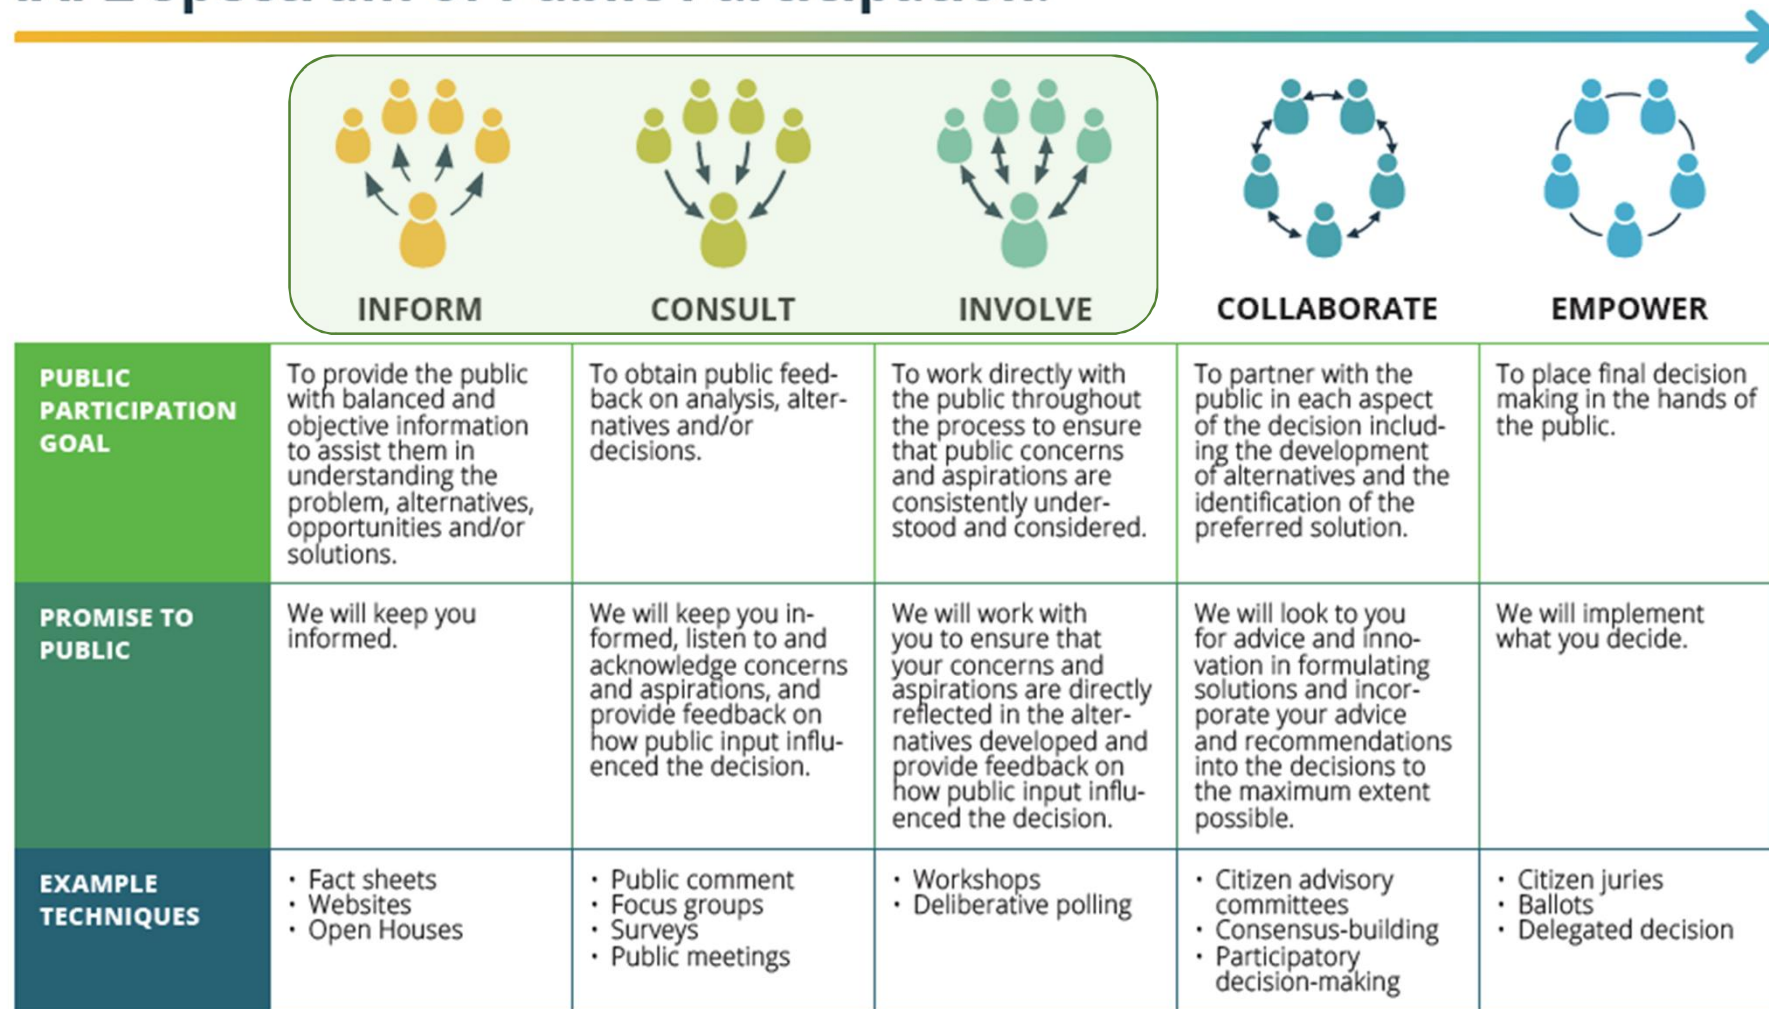 INFORM
CONSULT
INVOLVE
COLLABORATE
EMPOWER
PUBLIC
PARTICIPATION
GOAL
To provide the public
with balanced and
objective information
to assist them in
understanding the
problem, alternatives,
opportunities and/or
solutions.
To obtain public feed-
back on analysis, alter-
natives and/or
decisions.
To work directly with
the public throughout
the process to ensure
that public concerns
and aspirations are
consistently under-
stood and considered.
To partner with the
public in each aspect
of the decision includ-
ing the development
of alternatives and the
identification of the
preferred solution.
To place final decision
making in the hands of
the public.
PROMISE TO
PUBLIC
We will keep you
informed.
We will keep you in-
formed, listen to and
acknowledge concerns
and aspirations, and
provide feedback on
how public input influ-
enced the decision.
We will work with
you to ensure that
your concerns and
aspirations are directly
reflected in the alter-
natives developed and
provide feedback on
how public input influ-
enced the decision.
We will look to you
for advice and inno-
vation in formulating
solutions and incor-
porate your advice
and recommendations
into the decisions to
the maximum extent
possible.
We will implement
what you decide.
EXAMPLE
TECHNIQUES
· Fact sheets
· Websites
· Open Houses
· Public comment
· Focus groups
· Surveys
· Public meetings
· Workshops
· Deliberative polling
· Citizen advisory
committees
· Consensus-building
· Participatory
decision-making
· Citizen juries
· Ballots
· Delegated decision